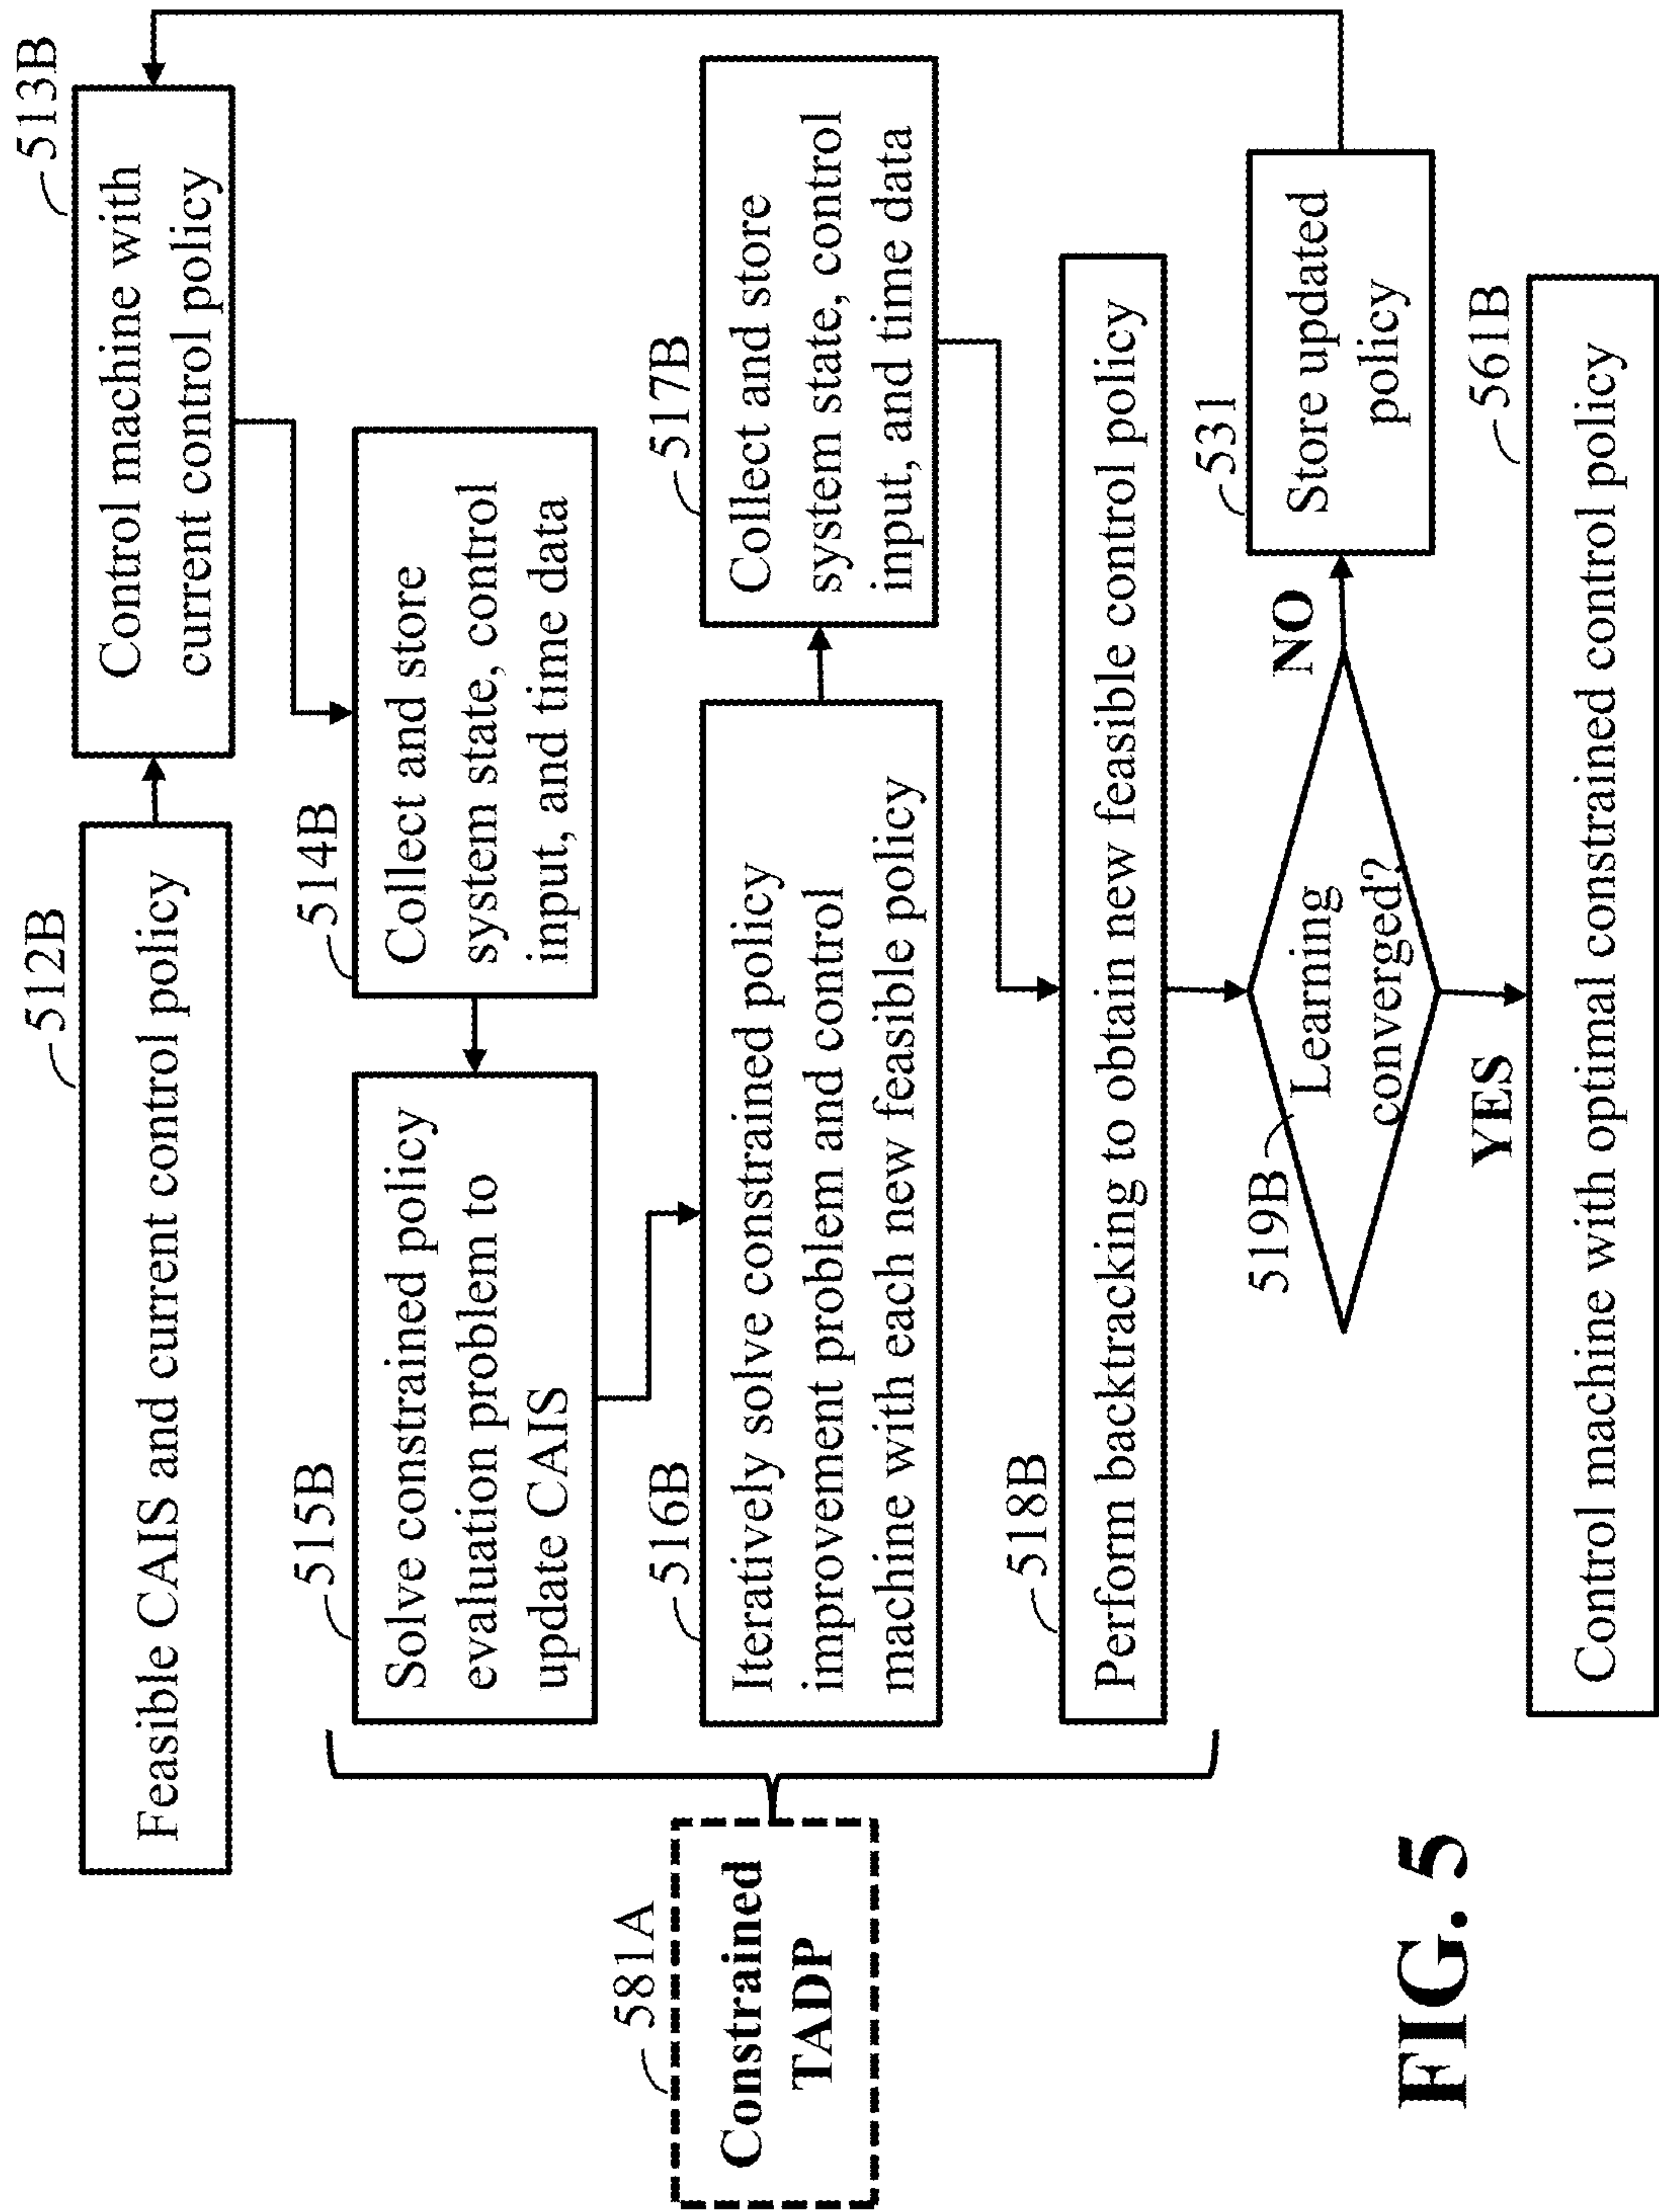 512B
Feasible CAIS and current control policy
513B
Control machine with
current control policy
514B
Collect and store
system state, control
input, and time data
515B
Solve constrained policy
evaluation problem to
update CAIS
516B
Iteratively solve constrained policy
improvement problem and control
machine with each new feasible policy
517B
Collect and store
system state, control
input, and time data
581A
Constrained
TADP
518B
Perform backtracking to obtain new feasible control policy
519B
Learning
converged?
NO
531
Store updated
policy
YES
561B
Control machine with optimal constrained control policy
FIG. 5